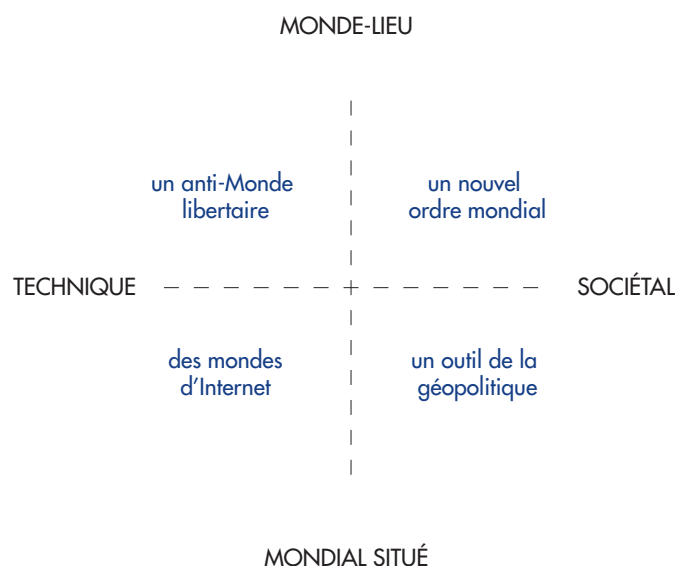 MONDE-LIEU
un anti-Monde
libertaire
un nouvel
ordre mondial
TECHNIQUE
SOCIÉTAL
des mondes
d’Internet
un outil de la
géopolitique
MONDIAL SITUÉ